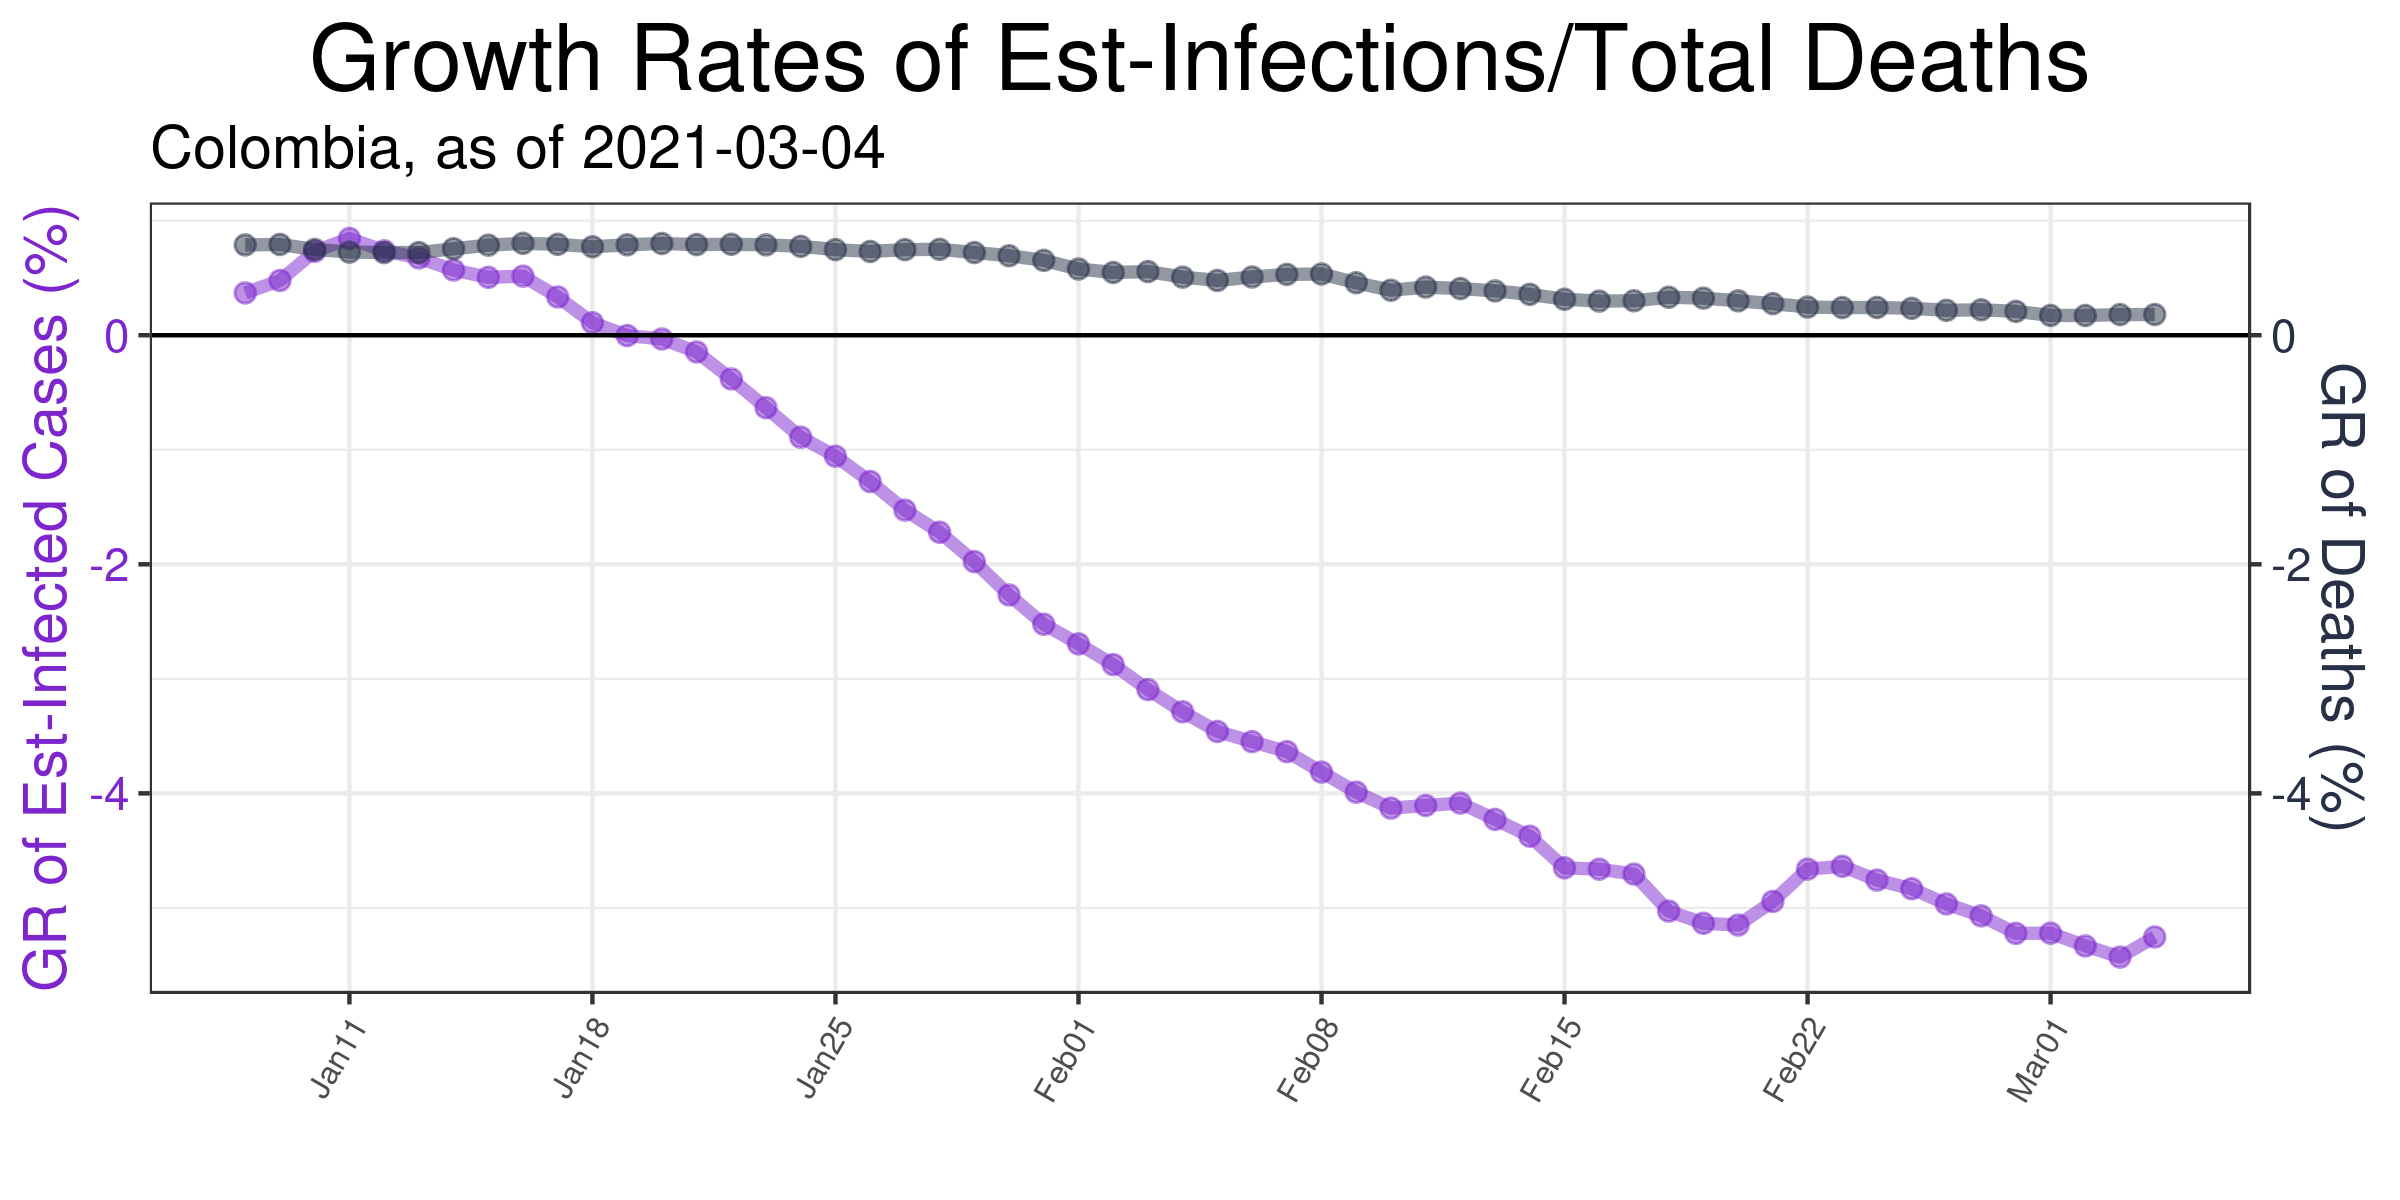 Growth Rates of Est-Infections/Total Deaths
Colombia, as of 2021-03-04
GR of Est-Infected Cases (%)
0
-2
-4
0
-2
-4
GR of Deaths (%)
Jan11
Jan18
Jan25
Feb01
Feb08
Feb15
Feb22
Mar01